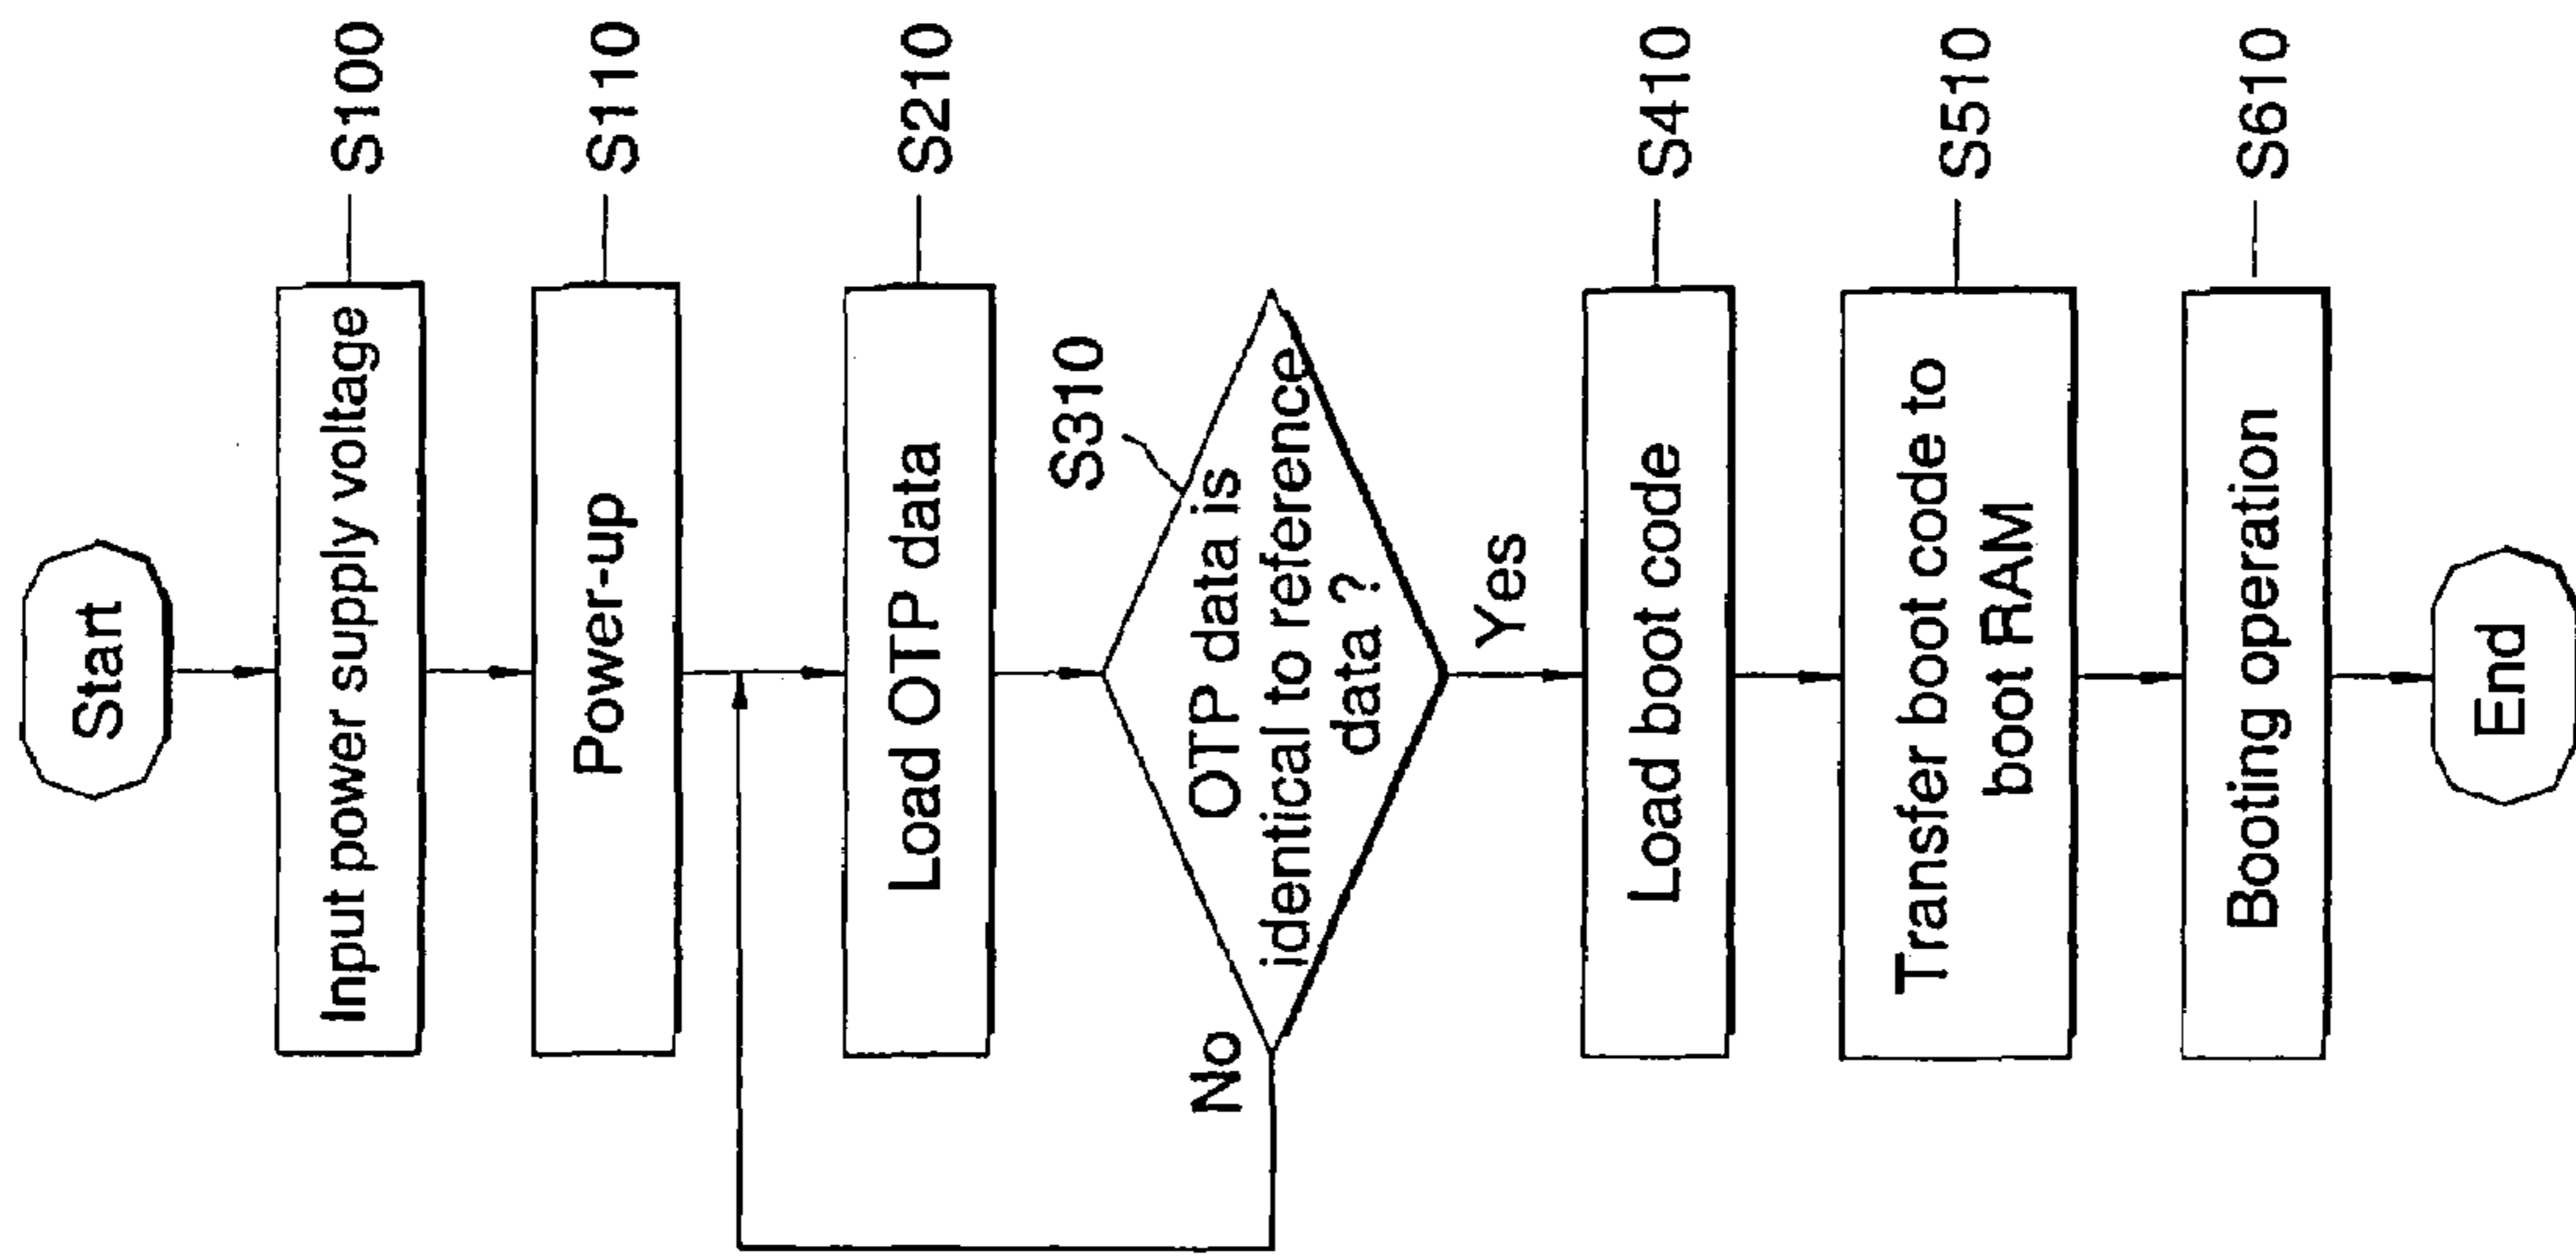 Start
Input power supply voltage
S100
Power-up
S110
Load OTP data
S210
S310
OTP data is
identical to reference
data ?
No
Yes
Load boot code
S410
Transfer boot code to
boot RAM
S510
Booting operation
S610
End